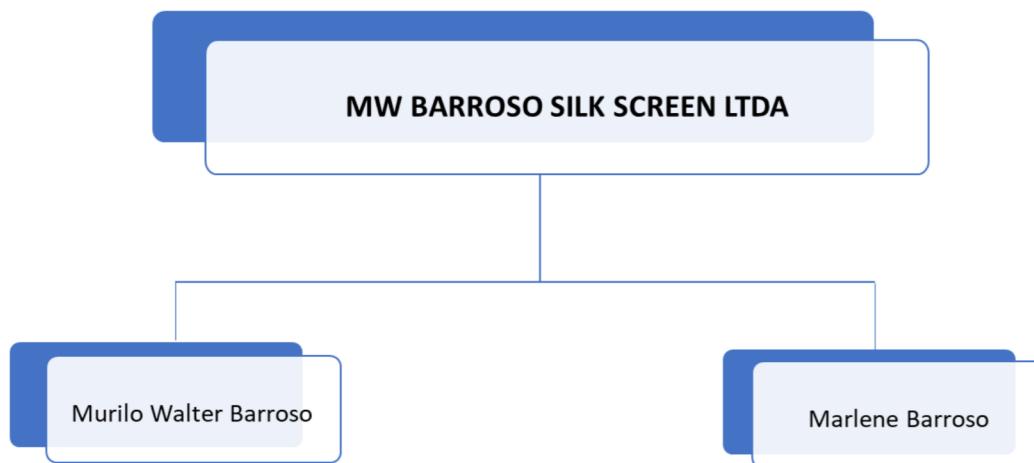 MW BARROSO SILK SCREEN LTDA
Murilo Walter Barroso
Marlene Barroso